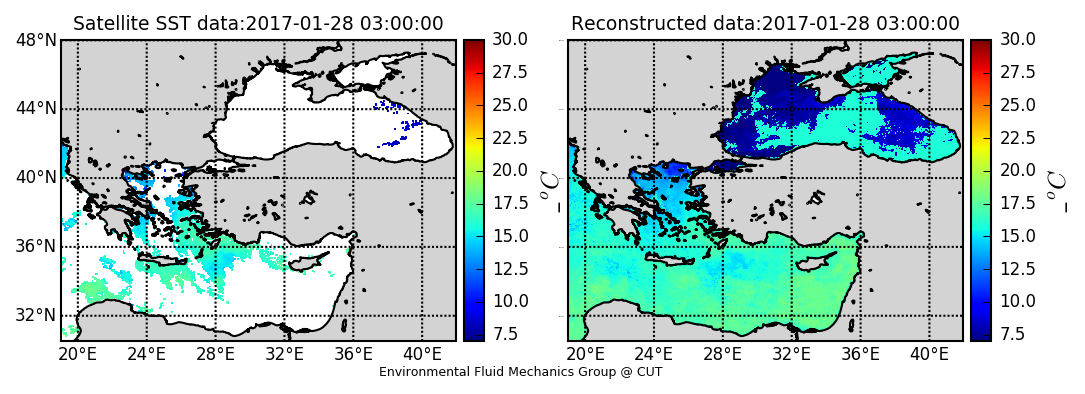 Satellite SST data:2017-01-28 03:00:00
48°N
44°N
40°N
36°N
32°N
20°E 24°E 28°E 32°E 36°E 40°E
30.0
27.5
25.0
22.5
20.0
17.5
15.0
12.5
10.0
7.5
_°C
Reconstructed data:2017-01-28 03:00:00
20°E 24°E 28°E 32°E 36°E 40°E
30.0
27.5
25.0
22.5
20.0
17.5
15.0
12.5
10.0
7.5
_°C
Environmental Fluid Mechanics Group @ CUT